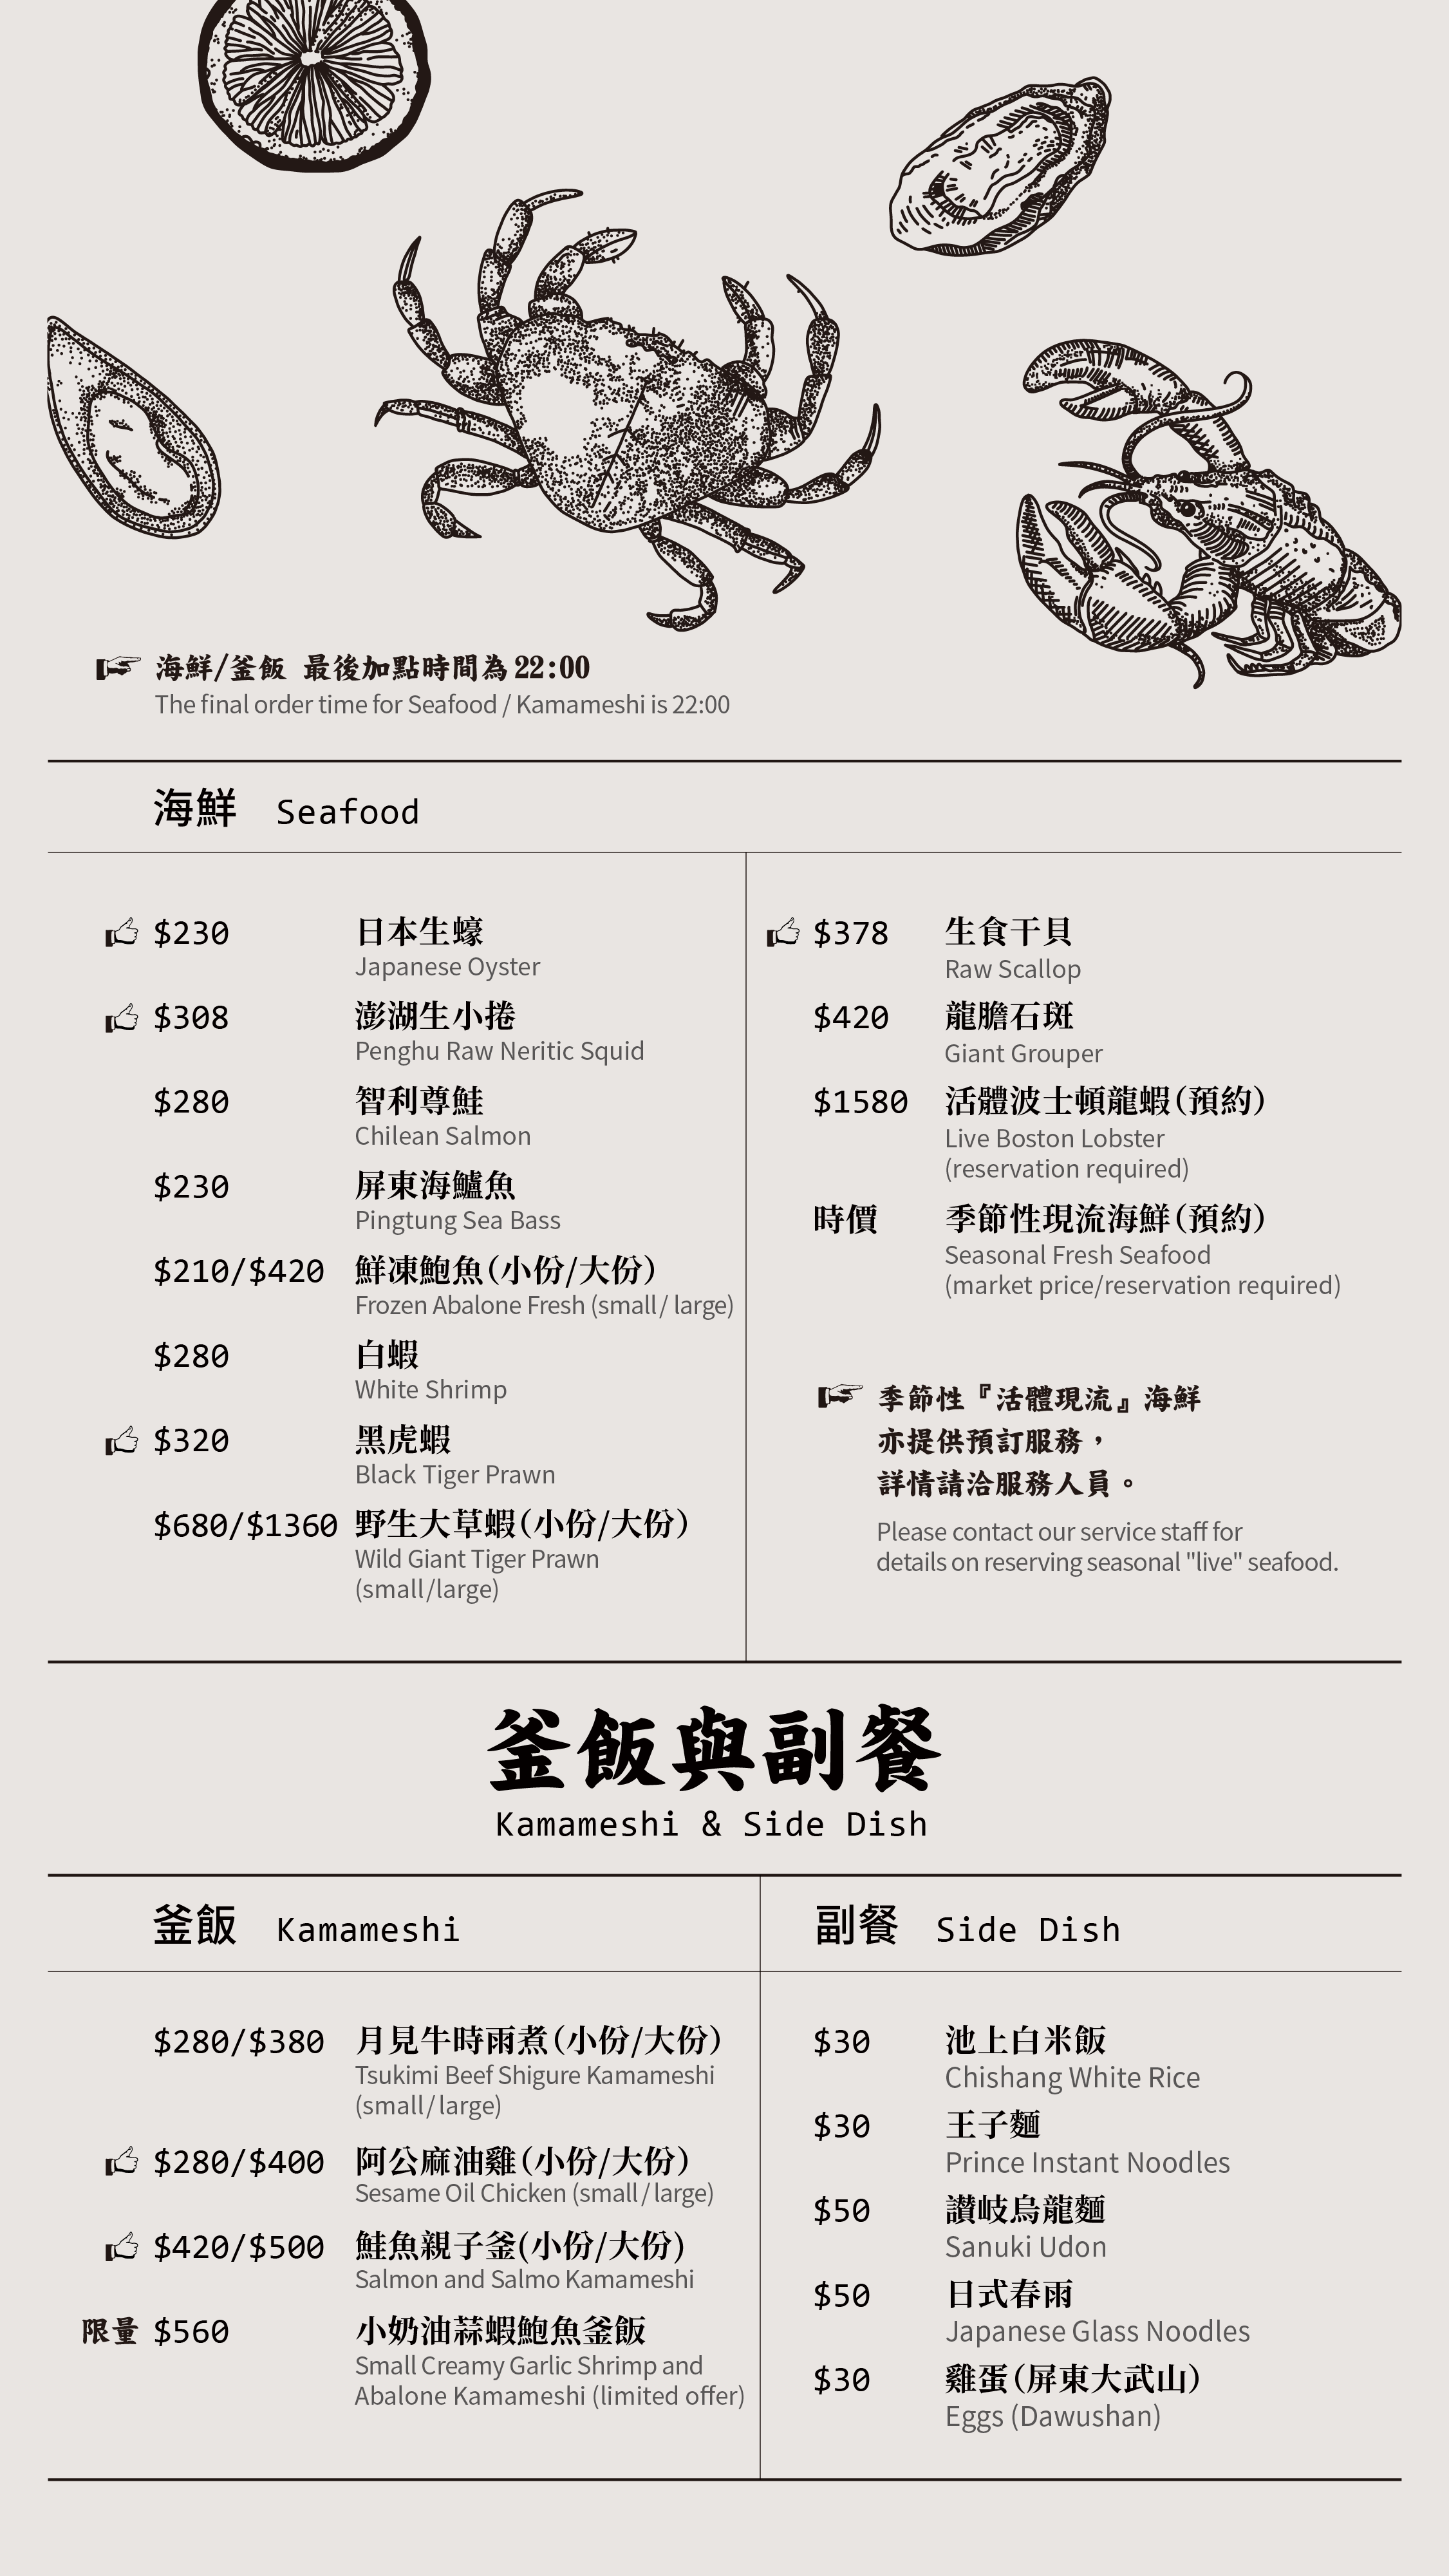 海鮮/釜飯 最後加點時間為22:00
The final order time for Seafood / Kamameshi is 22:00
海鮮 Seafood
$230 日本生蠔
Japanese Oyster
$308 澎湖生小捲
Penghu Raw Neritic Squid
$280 智利尊鮭
Chilean Salmon
$230 屏東海鱸魚
Pingtung Sea Bass
$210/$420 鮮凍鮑魚(小份/大份)
Frozen Abalone Fresh (small/ large)
$280 白蝦
White Shrimp
$320 黑虎蝦
Black Tiger Prawn
$680/$1360 野生大草蝦(小份/大份)
Wild Giant Tiger Prawn
(small/large)
$378 生食干貝
Raw Scallop
$420 龍膽石斑
Giant Grouper
$1580 活體波士頓龍蝦(預約)
Live Boston Lobster
(reservation required)
時價 季節性現流海鮮(預約)
Seasonal Fresh Seafood
(market price/reservation required)
季節性『活體現流』海鮮
亦提供預訂服務，
詳情請洽服務人員。
Please contact our service staff for
details on reserving seasonal "live" seafood.
釜飯與副餐
Kamameshi & Side Dish
釜飯 Kamameshi
$280/$380 月見牛時雨煮(小份/大份)
Tsukimi Beef Shigure Kamameshi
(small/large)
$280/$400 阿公麻油雞(小份/大份)
Sesame Oil Chicken (small/large)
$420/$500 鮭魚親子釜(小份/大份)
Salmon and Salmo Kamameshi
限量 $560 小奶油蒜蝦鮑魚釜飯
Small Creamy Garlic Shrimp and
Abalone Kamameshi (limited offer)
副餐 Side Dish
$30 池上白米飯
Chishang White Rice
$30 王子麵
Prince Instant Noodles
$50 讚岐烏龍麵
Sanuki Udon
$50 日式春雨
Japanese Glass Noodles
$30 雞蛋(屏東大武山)
Eggs (Dawushan)